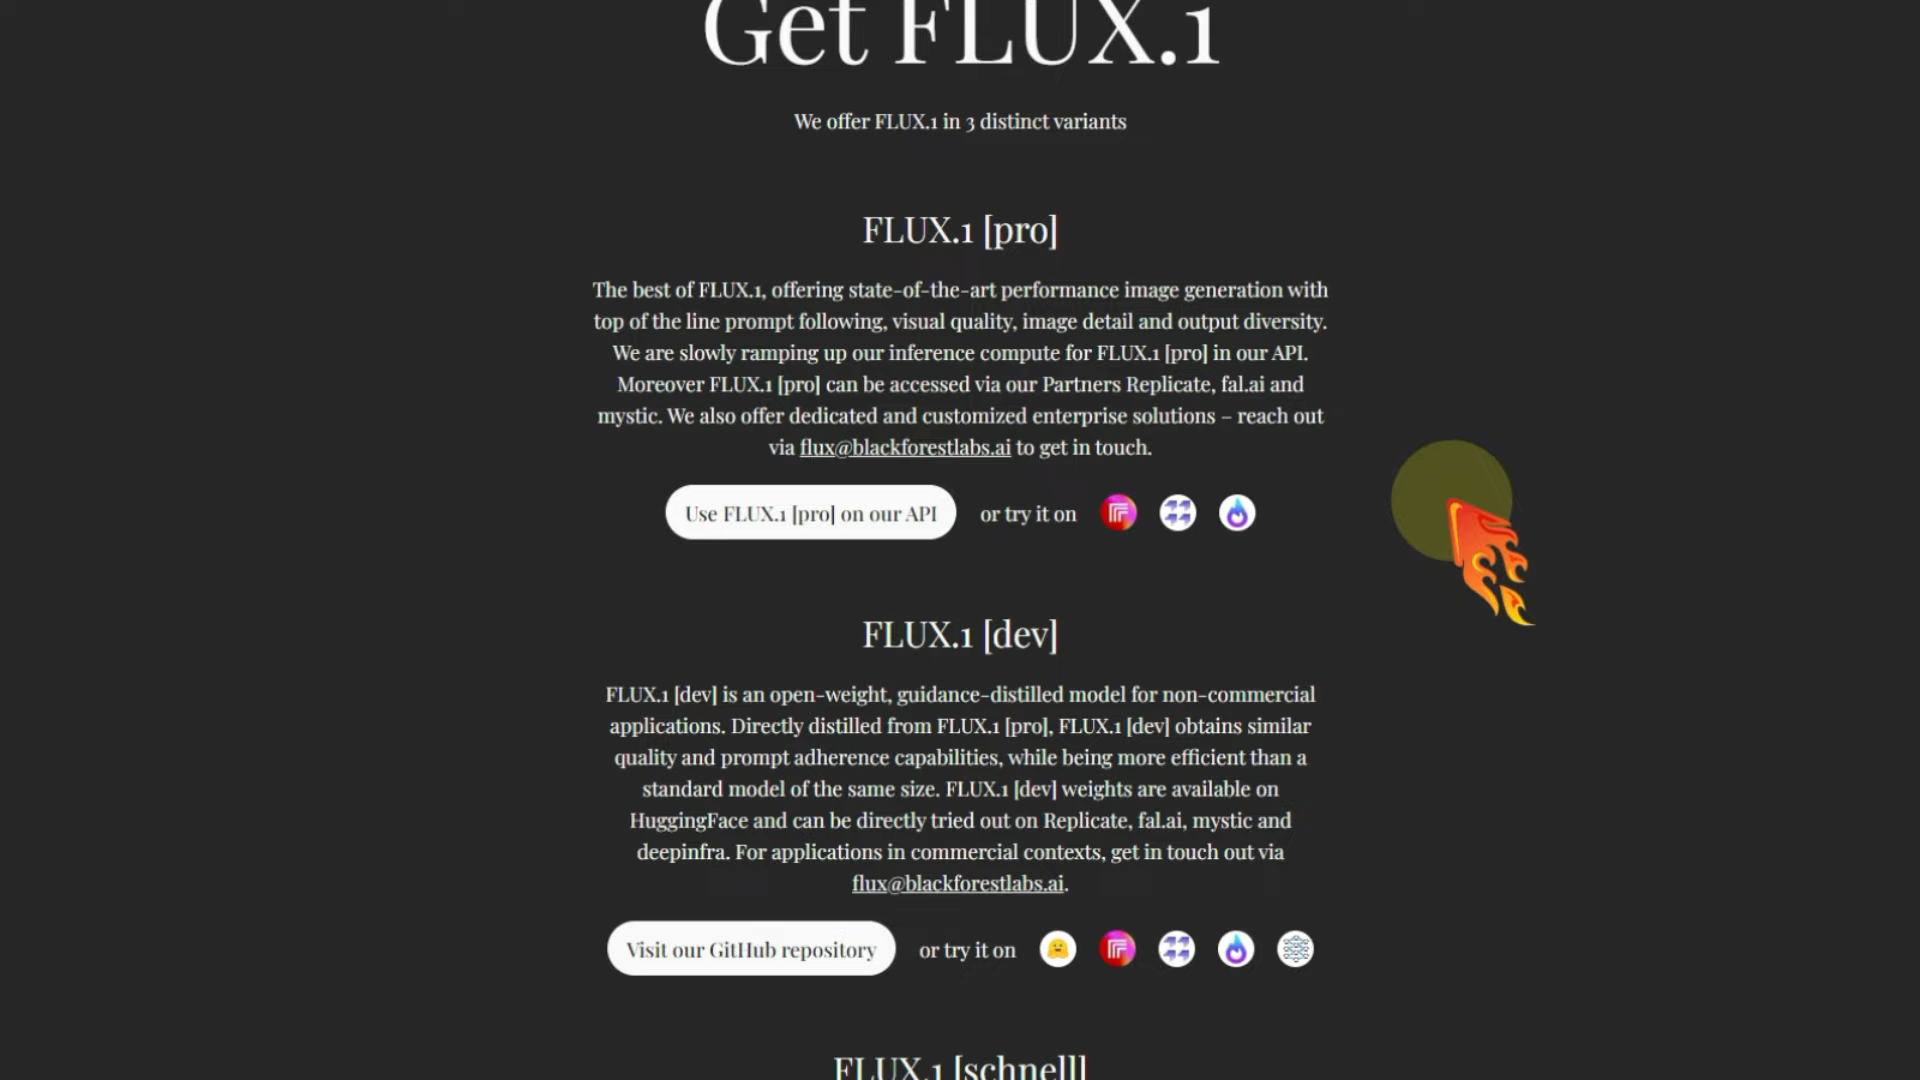 Get FLUX.1
We offer FLUX.1 in 3 distinct variants
FLUX.1 [pro]
The best of FLUX.1, offering state-of-the-art performance image generation with
top of the line prompt following, visual quality, image detail and output diversity.
We are slowly ramping up our inference compute for FLUX.1 [pro] in our API.
Moreover FLUX.1 [pro] can be accessed via our Partners Replicate, fal.ai and
mystic. We also offer dedicated and customized enterprise solutions – reach out
via flux@blackforestlabs.ai to get in touch.
Use FLUX.1 [pro] on our API or try it on
FLUX.1 [dev]
FLUX.1 [dev] is an open-weight, guidance-distilled model for non-commercial
applications. Directly distilled from FLUX.1 [pro], FLUX.1 [dev] obtains similar
quality and prompt adherence capabilities, while being more efficient than a
standard model of the same size. FLUX.1 [dev] weights are available on
HuggingFace and can be directly tried out on Replicate, fal.ai, mystic and
deepinfra. For applications in commercial contexts, get in touch out via
flux@blackforestlabs.ai.
Visit our GitHub repository or try it on
FLUX.1 [schnell]